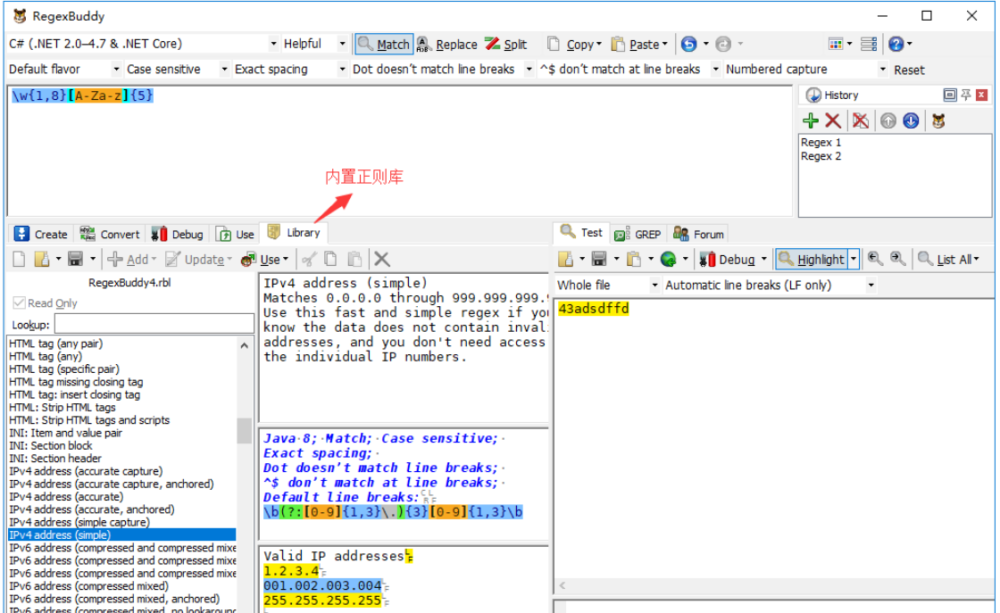 RegexBuddy
C# (.NET 2.0–4.7 & .NET Core) Helpful Match Replace Split Copy Paste
Default flavor Case sensitive Exact spacing Dot doesn't match line breaks ^$ don't match at line breaks Numbered capture Reset
\w{1,8}[A-Za-z]{5}
History
Regex 1
Regex 2
内置正则库
Create Convert Debug Use Library
Add Update Use
RegexBuddy4.rbl
Read Only
Lookup:
HTML tag (any pair)
HTML tag (any)
HTML tag (specific pair)
HTML tag missing closing tag
HTML tag: insert closing tag
HTML: Strip HTML tags
HTML: Strip HTML tags and scripts
INI: Item and value pair
INI: Section block
INI: Section header
IPv4 address (accurate capture)
IPv4 address (accurate capture, anchored)
IPv4 address (accurate)
IPv4 address (accurate, anchored)
IPv4 address (simple capture)
IPv4 address (simple)
IPv6 address (compressed and compressed mixe
IPv6 address (compressed and compressed mixe
IPv6 address (compressed and compressed mixe
IPv6 address (compressed mixed)
IPv6 address (compressed mixed, anchored)
IPv6 address (compressed mixed, no lookaroun
IPv4 address (simple)
Matches 0.0.0.0 through 999.999.999.
Use this fast and simple regex if you
know the data does not contain inval
addresses, and you don't need access
the individual IP numbers.
Java 8; Match; Case sensitive;
Exact spacing;
Dot doesn't match line breaks;
^$ don't match at line breaks;
Default line breaks:
\b(?:[0-9]{1,3}\.){3}[0-9]{1,3}\b
Valid IP addresses
1.2.3.4
001.002.003.004
255.255.255.255
Test GREP Forum
Debug Highlight List All
Whole file Automatic line breaks (LF only)
43adsdffd